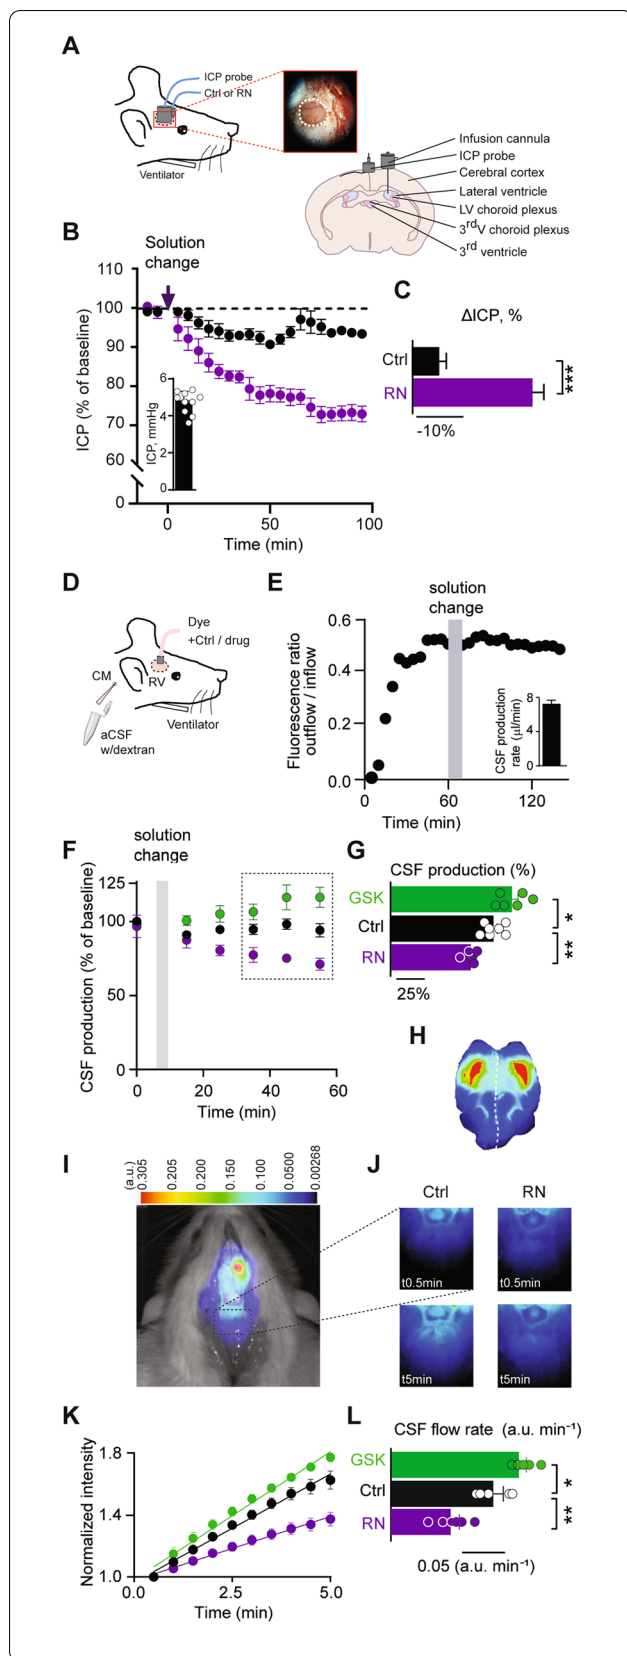 A
ICP probe
Ctrl or RN
Ventilator
Infusion cannula
ICP probe
Cerebral cortex
Lateral ventricle
LV choroid plexus
3rdV choroid plexus
3rd ventricle
B
Solution
change
110
100
90
80
70
60
0
ICP (% of baseline)
6
4
2
0
ICP, mmHg
0
50
100
Time (min)
C
ΔICP, %
Ctrl
RN
***
-10%
D
Dye
+Ctrl / drug
CM
RV
aCSF
w/dextran
Ventilator
E
solution
change
0.6
0.4
0.2
0.0
Fluorescence ratio
outflow / inflow
8
4
0
CSF production
rate (µl/min)
0
60
120
Time (min)
F
solution
change
125
100
50
0
CSF production (% of baseline)
0
20
40
60
Time (min)
G
CSF production (%)
GSK
Ctrl
RN
*
**
25%
H
I
(a.u.)
0.305
0.205
0.200
0.150
0.100
0.0500
0.00268
J
Ctrl
RN
t0.5min
t0.5min
t5min
t5min
K
1.8
1.4
1.0
Normalized intensity
0.0
2.5
5.0
Time (min)
L
CSF flow rate (a.u. min⁻¹)
GSK
Ctrl
RN
*
**
0.05 (a.u. min⁻¹)